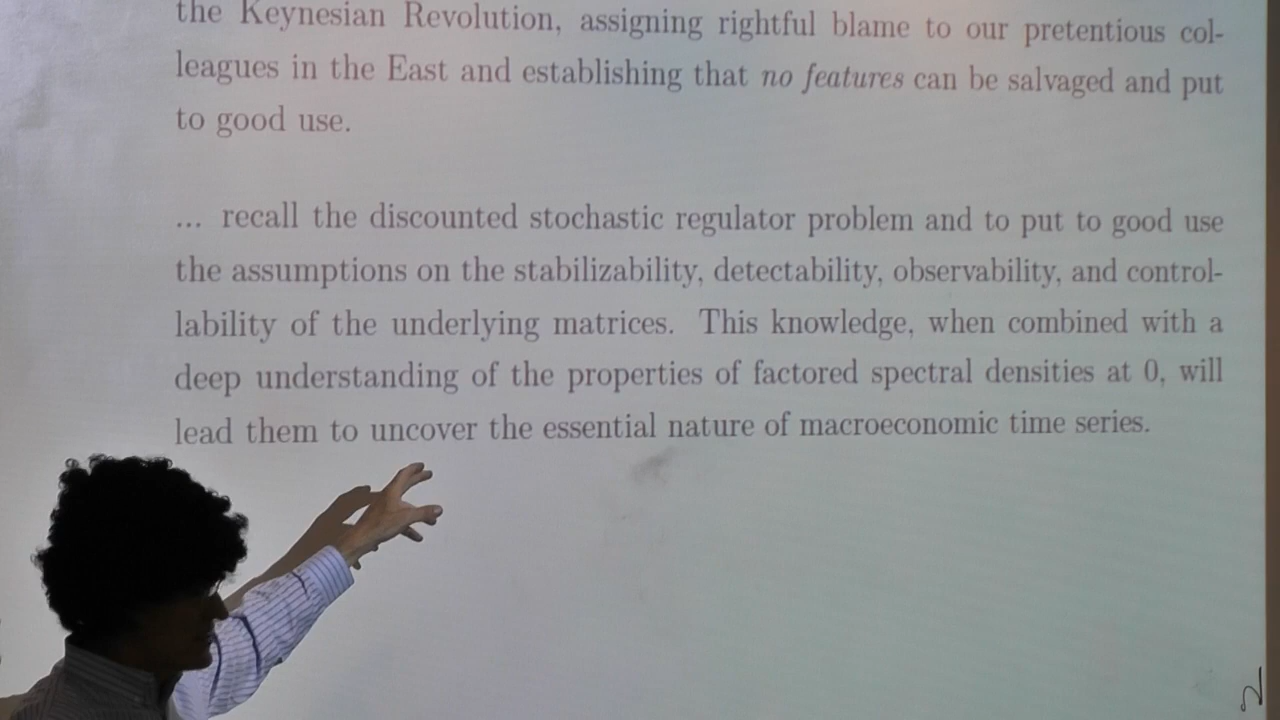 the Keynesian Revolution, assigning rightful blame to our pretentious col-
leagues in the East and establishing that no features can be salvaged and put
to good use.
... recall the discounted stochastic regulator problem and to put to good use
the assumptions on the stabilizability, detectability, observability, and control-
lability of the underlying matrices. This knowledge, when combined with a
deep understanding of the properties of factored spectral densities at 0, will
lead them to uncover the essential nature of macroeconomic time series.